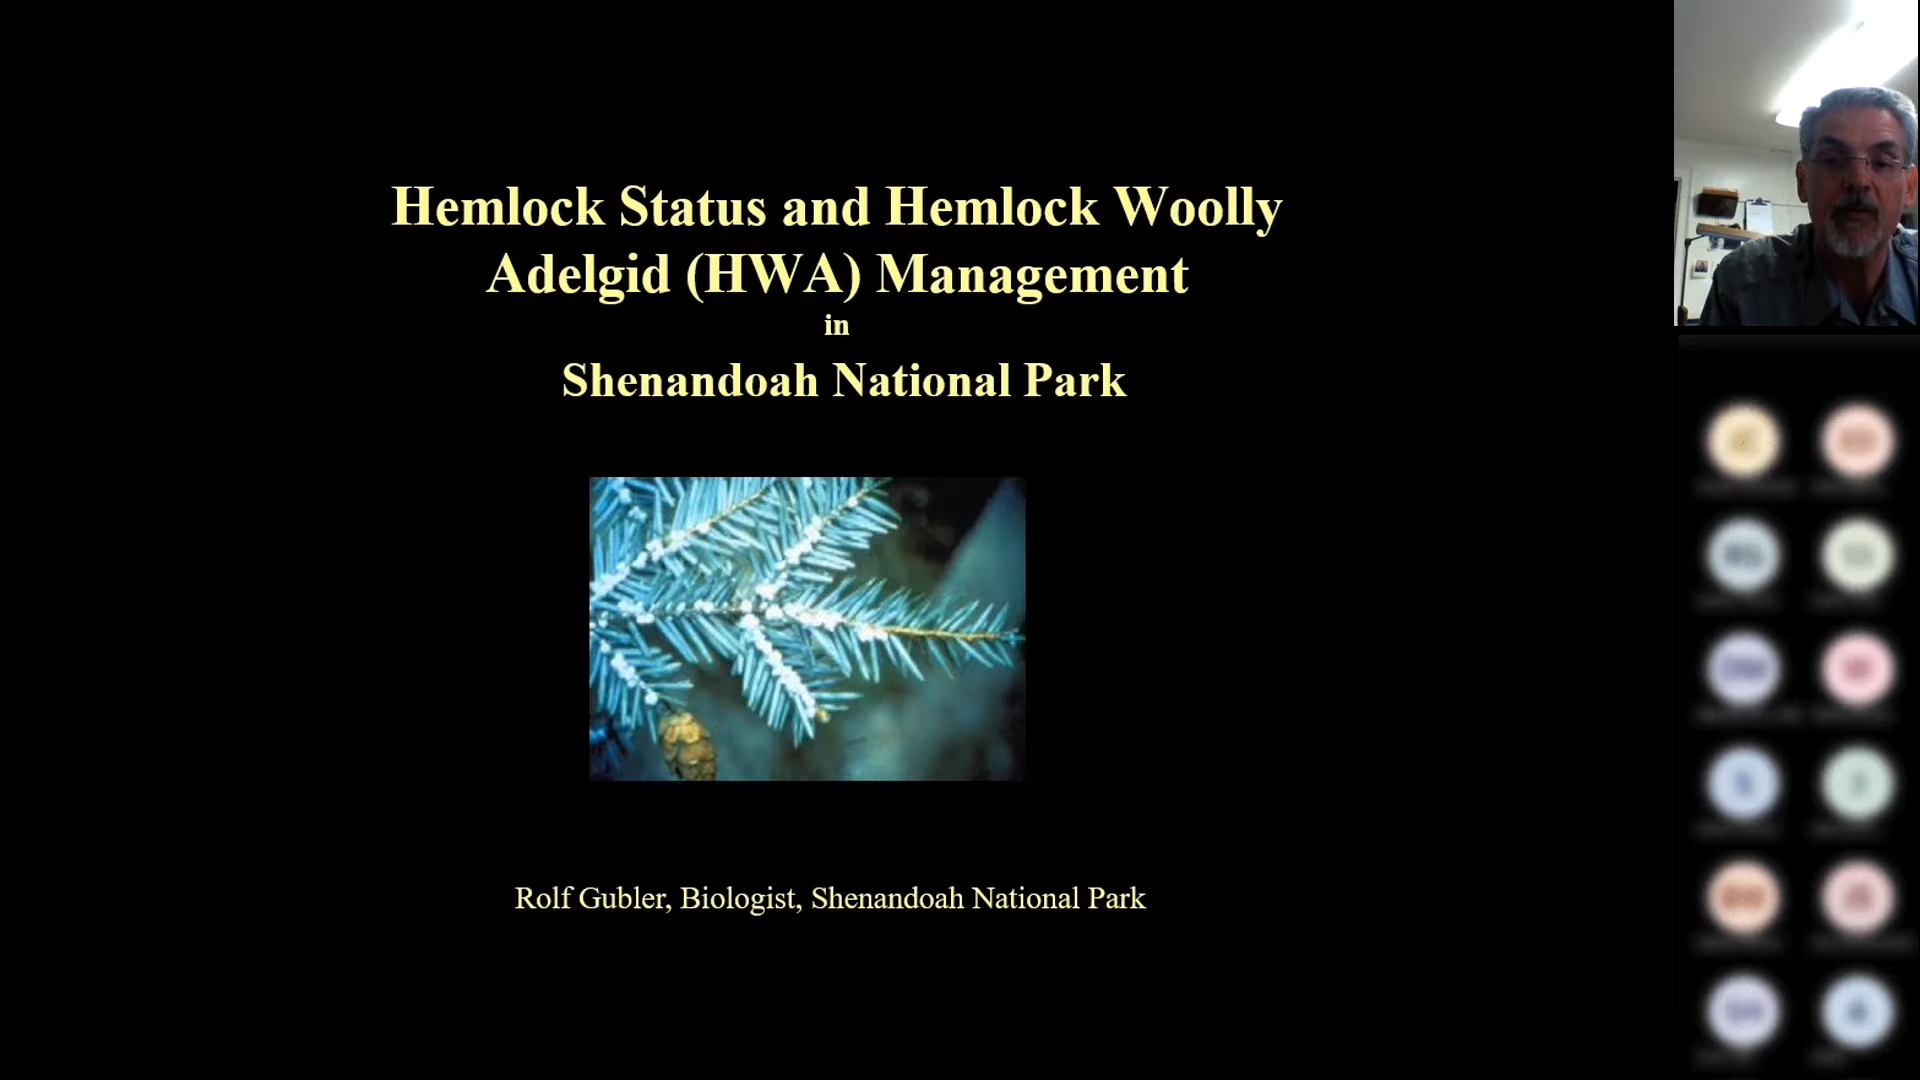 Hemlock Status and Hemlock Woolly
Adelgid (HWA) Management
in
Shenandoah National Park
Rolf Gubler, Biologist, Shenandoah National Park